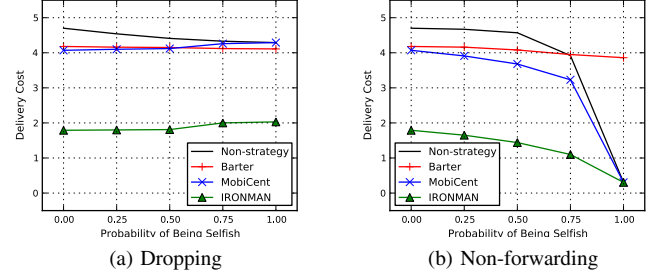 5
4
3
2
1
0
Delivery Cost
Non-strategy
Barter
MobiCent
IRONMAN
0.00 0.25 0.50 0.75 1.00
Probability of Being Selfish
(a) Dropping
5
4
3
2
1
0
Delivery Cost
Non-strategy
Barter
MobiCent
IRONMAN
0.00 0.25 0.50 0.75 1.00
Probability of Being Selfish
(b) Non-forwarding